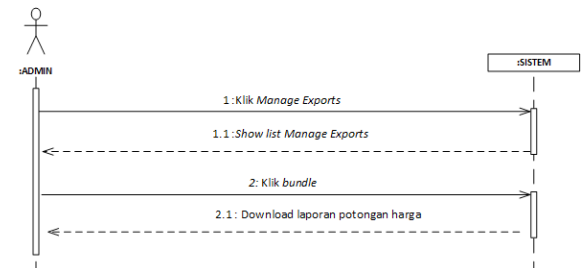 :ADMIN
:SISTEM
1:Klik Manage Exports
1.1:Show list Manage Exports
2: Klik bundle
2.1: Download laporan potongan harga